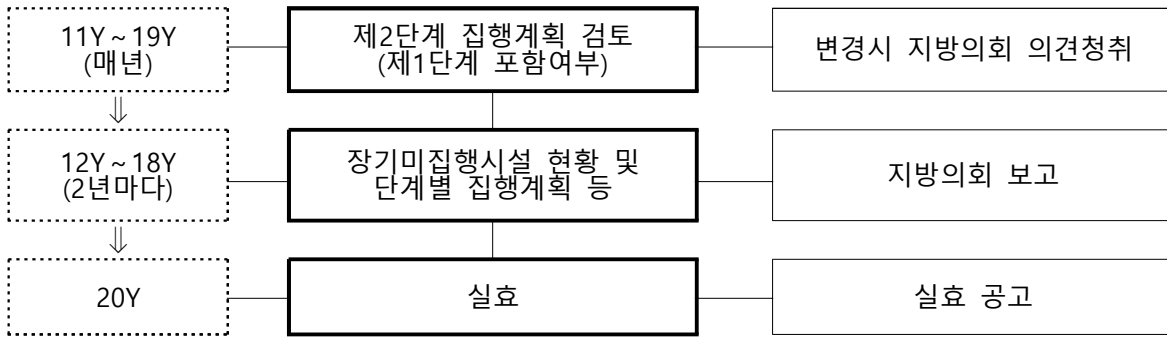 11Y~19Y
(매년)
제2단계 집행계획 검토
(제1단계 포함여부)
변경시 지방의회 의견청취
⇓
12Y~18Y
(2년마다)
장기미집행시설 현황 및
단계별 집행계획 등
지방의회 보고
⇓
20Y
실효
실효 공고